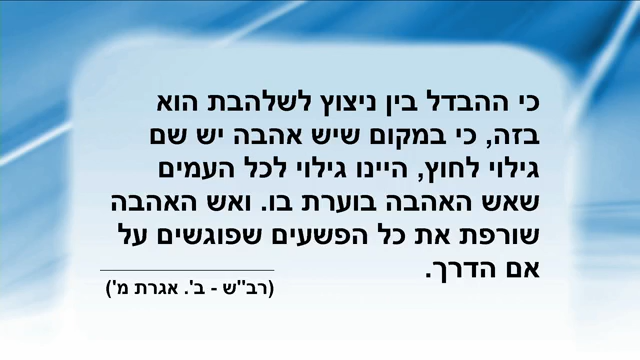 כי ההבדל בין ניצוץ לשלהבת הוא
בזה, כי במקום שיש אהבה יש שם
גילוי לחוץ, היינו גילוי לכל העמים
שאש האהבה בוערת בו. ואש האהבה
שורפת את כל הפשעים שפוגשים על
אם הדרך.
(רב"ש - ב'. אגרת מ')